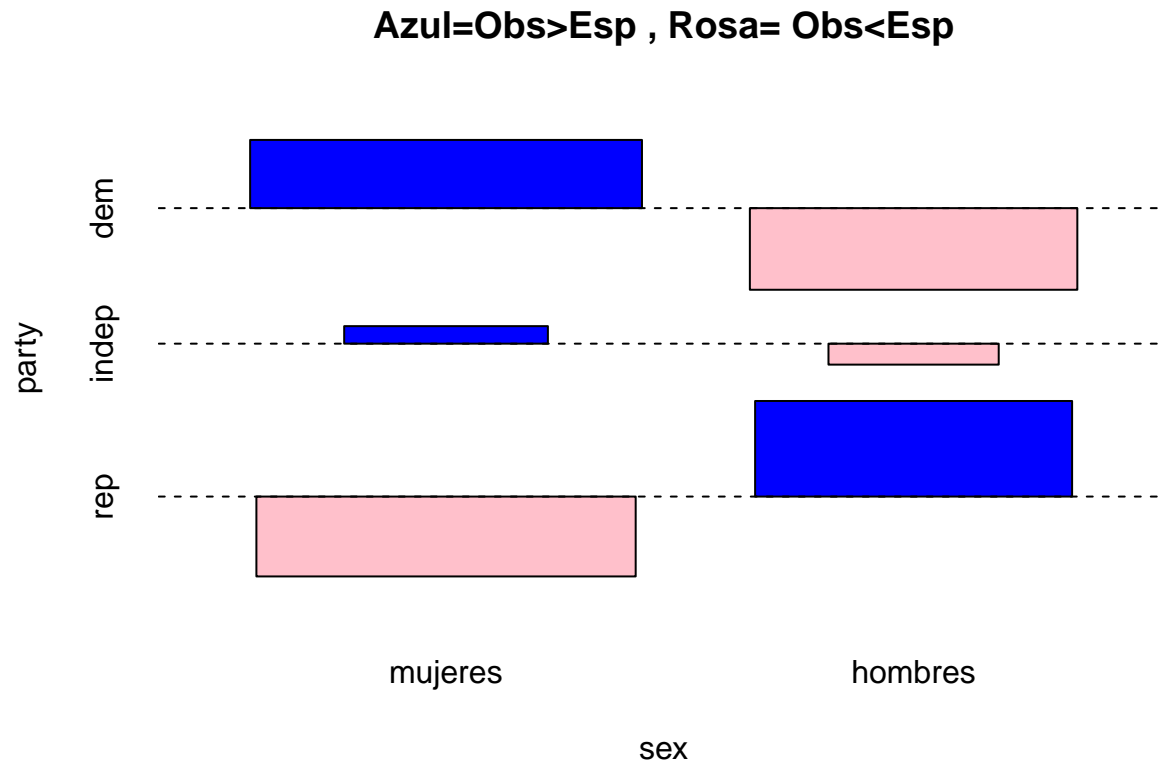 Azul=Obs>Esp , Rosa= Obs<Esp
party
dem
indep
rep
mujeres hombres
sex